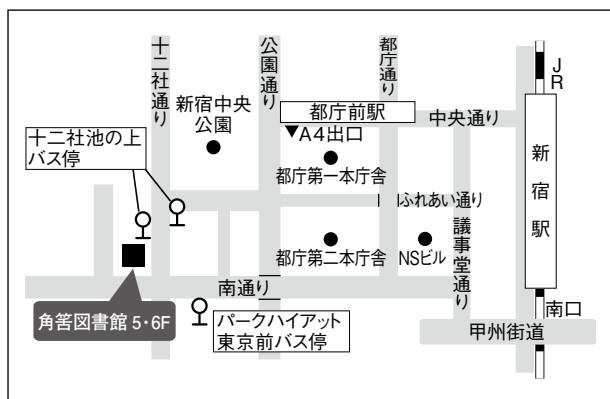 十二社通り
公園通り
都庁通り
JR
新宿中央
公園
都庁前駅
中央通り
▼A4出口
十二社池の上
バス停
都庁第一本庁舎
ふれあい通り
新宿駅
議事堂通り
都庁第二本庁舎
NSビル
南通り
角筈図書館 5・6F
パークハイアット
東京前バス停
南口
甲州街道